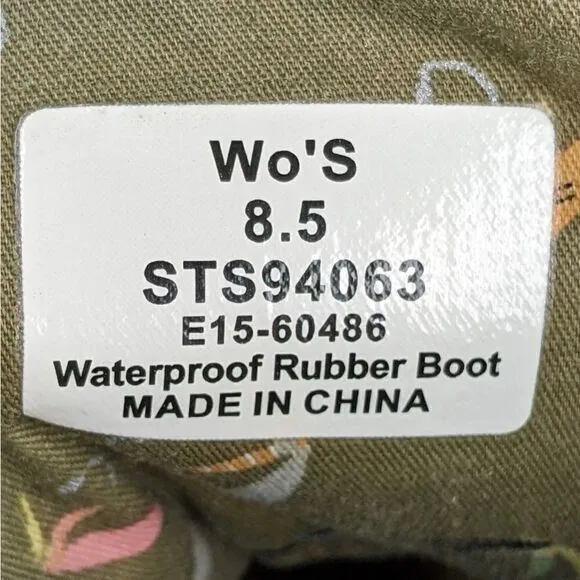 Wo'S
8.5
STS94063
E15-60486
Waterproof Rubber Boot
MADE IN CHINA